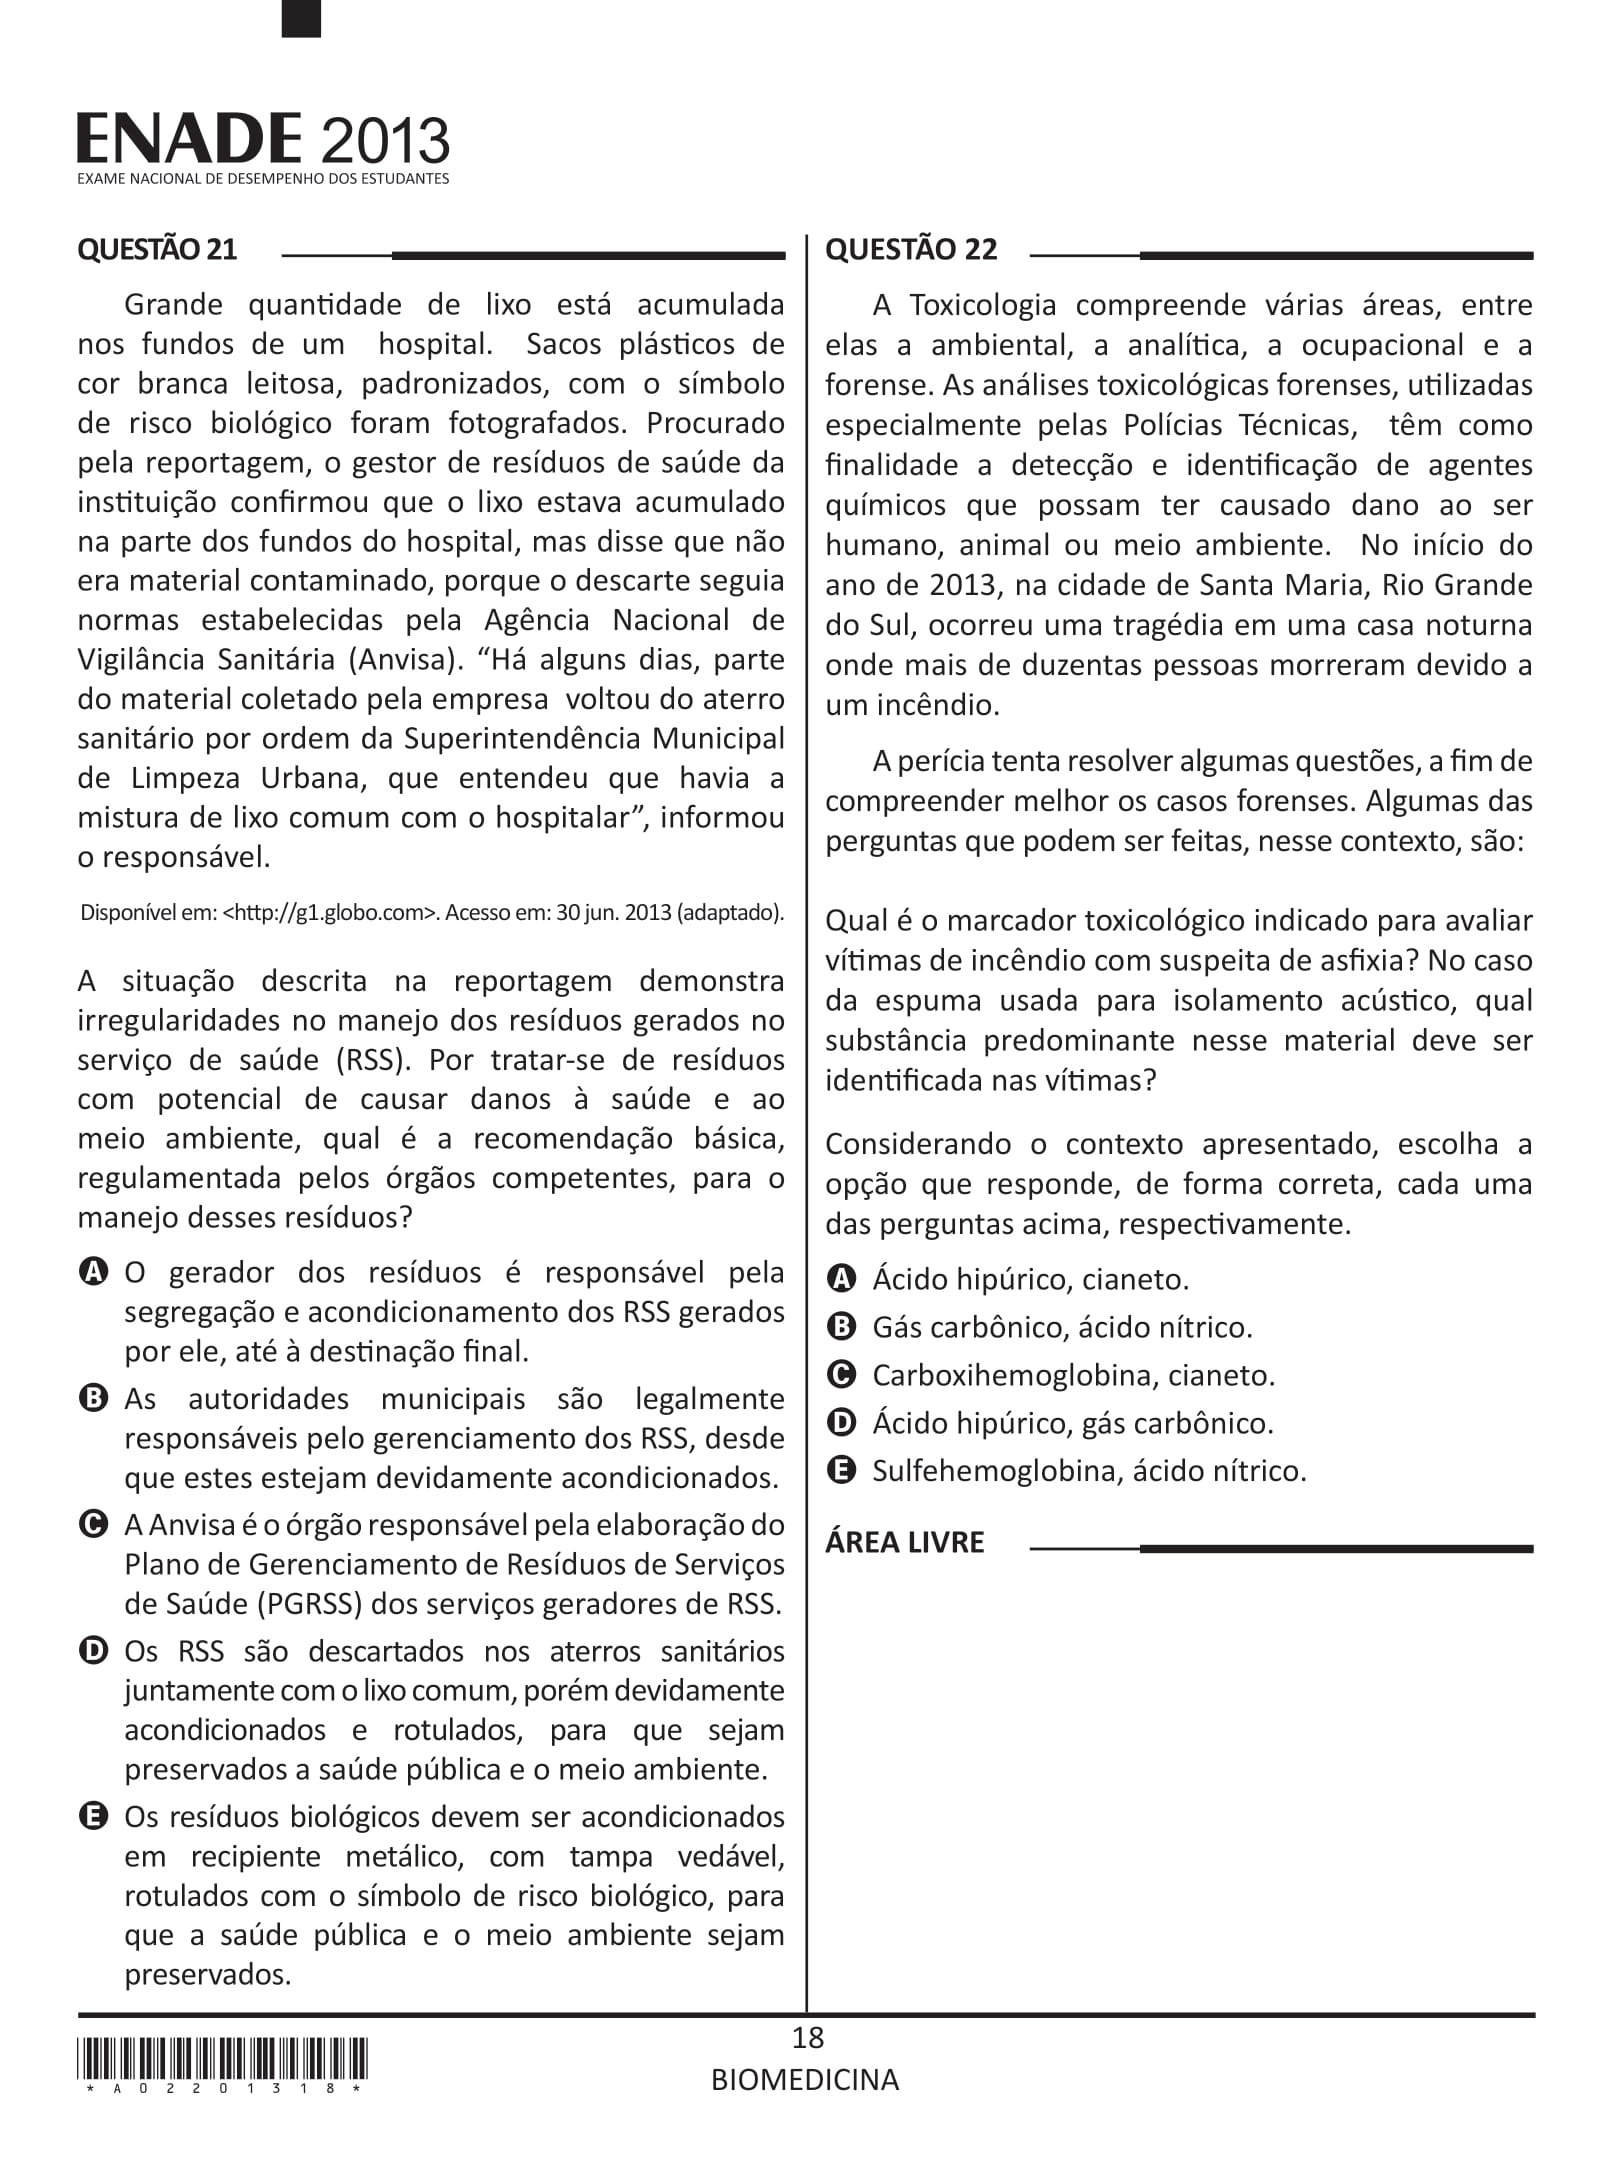 ENADE 2013
EXAME NACIONAL DE DESEMPENHO DOS ESTUDANTES
QUESTÃO 21
Grande quantidade de lixo está acumulada
nos fundos de um hospital. Sacos plásticos de
cor branca leitosa, padronizados, com o símbolo
de risco biológico foram fotografados. Procurado
pela reportagem, o gestor de resíduos de saúde da
instituição confirmou que o lixo estava acumulado
na parte dos fundos do hospital, mas disse que não
era material contaminado, porque o descarte seguia
normas estabelecidas pela Agência Nacional de
Vigilância Sanitária (Anvisa). “Há alguns dias, parte
do material coletado pela empresa voltou do aterro
sanitário por ordem da Superintendência Municipal
de Limpeza Urbana, que entendeu que havia a
mistura de lixo comum com o hospitalar”, informou
o responsável.
Disponível em: <http://g1.globo.com>. Acesso em: 30 jun. 2013 (adaptado).
A situação descrita na reportagem demonstra
irregularidades no manejo dos resíduos gerados no
serviço de saúde (RSS). Por tratar-se de resíduos
com potencial de causar danos à saúde e ao
meio ambiente, qual é a recomendação básica,
regulamentada pelos órgãos competentes, para o
manejo desses resíduos?
A O gerador dos resíduos é responsável pela
segregação e acondicionamento dos RSS gerados
por ele, até à destinação final.
B As autoridades municipais são legalmente
responsáveis pelo gerenciamento dos RSS, desde
que estes estejam devidamente acondicionados.
C A Anvisa é o órgão responsável pela elaboração do
Plano de Gerenciamento de Resíduos de Serviços
de Saúde (PGRSS) dos serviços geradores de RSS.
D Os RSS são descartados nos aterros sanitários
juntamente com o lixo comum, porém devidamente
acondicionados e rotulados, para que sejam
preservados a saúde pública e o meio ambiente.
E Os resíduos biológicos devem ser acondicionados
em recipiente metálico, com tampa vedável,
rotulados com o símbolo de risco biológico, para
que a saúde pública e o meio ambiente sejam
preservados.
QUESTÃO 22
A Toxicologia compreende várias áreas, entre
elas a ambiental, a analítica, a ocupacional e a
forense. As análises toxicológicas forenses, utilizadas
especialmente pelas Polícias Técnicas, têm como
finalidade a detecção e identificação de agentes
químicos que possam ter causado dano ao ser
humano, animal ou meio ambiente. No início do
ano de 2013, na cidade de Santa Maria, Rio Grande
do Sul, ocorreu uma tragédia em uma casa noturna
onde mais de duzentas pessoas morreram devido a
um incêndio.
A perícia tenta resolver algumas questões, a fim de
compreender melhor os casos forenses. Algumas das
perguntas que podem ser feitas, nesse contexto, são:
Qual é o marcador toxicológico indicado para avaliar
vítimas de incêndio com suspeita de asfixia? No caso
da espuma usada para isolamento acústico, qual
substância predominante nesse material deve ser
identificada nas vítimas?
Considerando o contexto apresentado, escolha a
opção que responde, de forma correta, cada uma
das perguntas acima, respectivamente.
A Ácido hipúrico, cianeto.
B Gás carbônico, ácido nítrico.
C Carboxihemoglobina, cianeto.
D Ácido hipúrico, gás carbônico.
E Sulfehemoglobina, ácido nítrico.
ÁREA LIVRE
*A02201318*
18
BIOMEDICINA